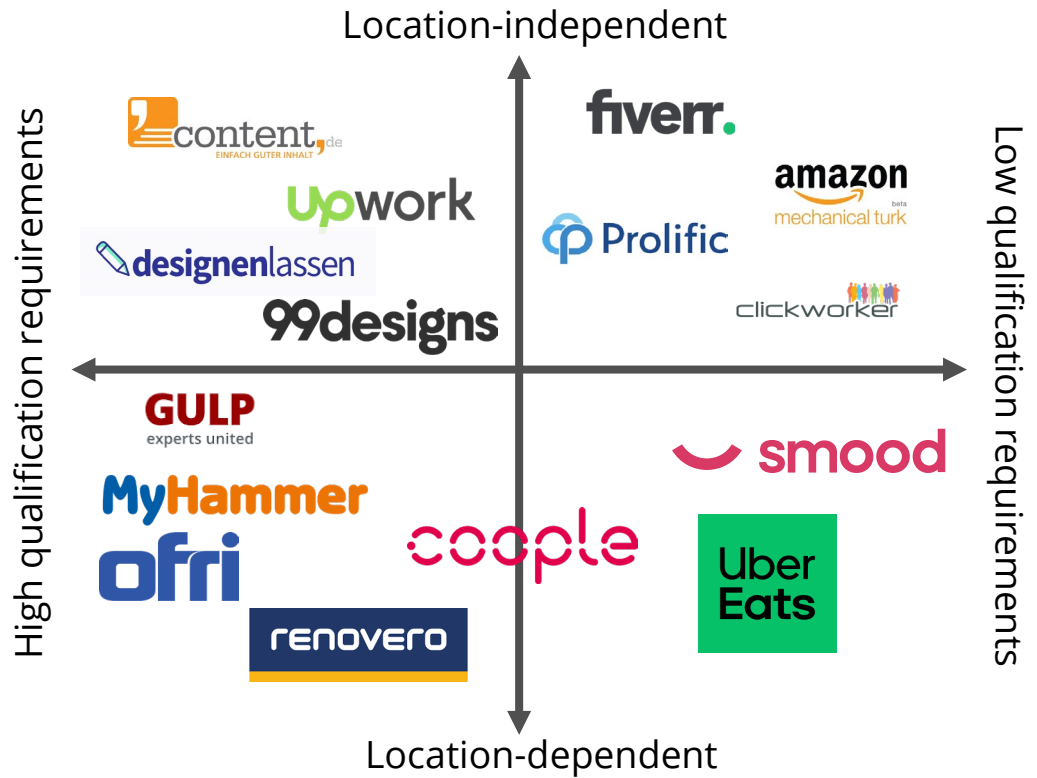 Location-independent
High qualification requirements
Low qualification requirements
content,de
EINFACH GUTER INHALT
upwork
designenlassen
99designs
fiverr.
amazon
beta
mechanical turk
Prolific
clickworker
GULP
experts united
MyHammer
ofri
renovero
coople
smood
Uber
Eats
Location-dependent